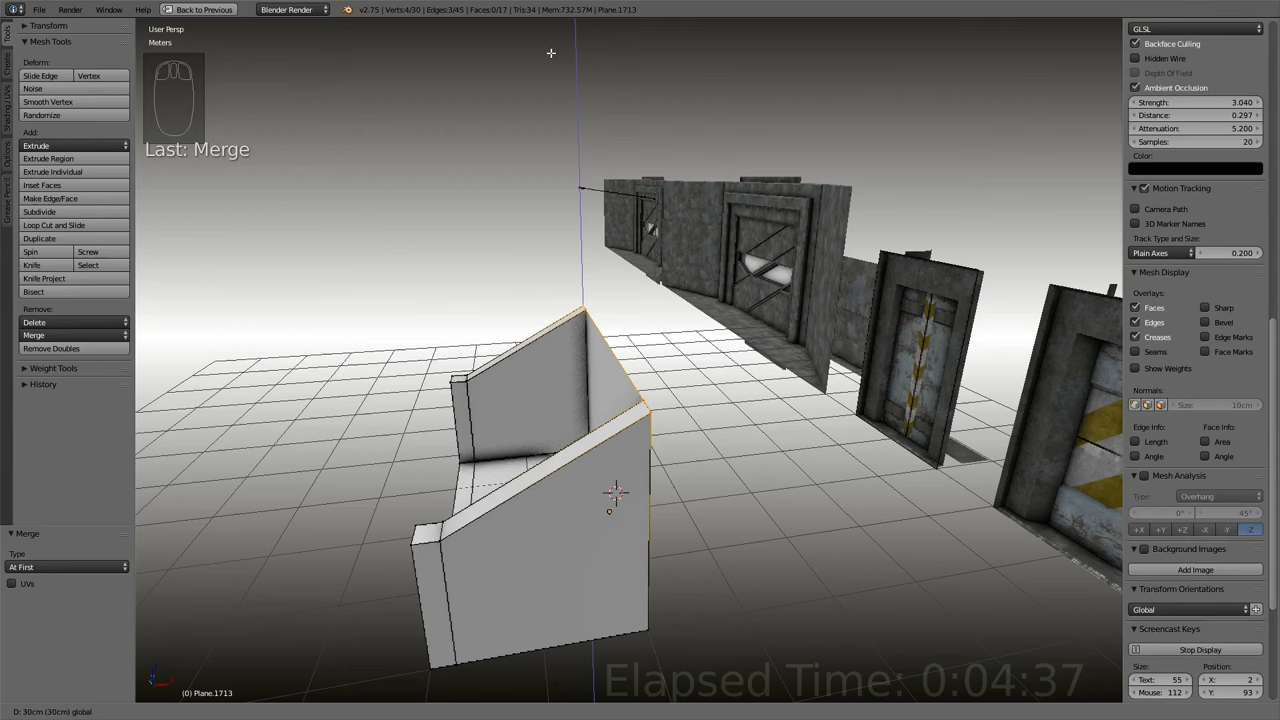 File Render Window Help Back to Previous Blender Render v2.75 | Verts:4/30 | Edges:3/45 | Faces:0/17 | Tris:34 | Mem:732.57M | Plane.1713
Tools
Create
Shading / UVs
Options
Grease Pencil
Transform
Mesh Tools
Deform:
Slide Edge Vertex
Noise
Smooth Vertex
Randomize
Add:
Extrude
Extrude Region
Extrude Individual
Inset Faces
Make Edge/Face
Subdivide
Loop Cut and Slide
Duplicate
Spin Screw
Knife Select
Knife Project
Bisect
Remove:
Delete
Merge
Remove Doubles
Weight Tools
History
Merge
Type
At First
UVs
User Persp
Meters
Last: Merge
Elapsed Time: 0:04:37
(0) Plane.1713
D: 30cm (30cm) global
GLSL
Backface Culling
Hidden Wire
Depth Of Field
Ambient Occlusion
Strength: 3.040
Distance: 0.297
Attenuation: 5.200
Samples: 20
Color:
Motion Tracking
Camera Path
3D Marker Names
Track Type and Size:
Plain Axes 0.200
Mesh Display
Overlays:
Faces Sharp
Edges Bevel
Creases Edge Marks
Seams Face Marks
Show Weights
Normals:
Size: 10cm
Edge Info: Face Info:
Length Area
Angle Angle
Mesh Analysis
Type: Overhang
0° 45°
+X +Y +Z -X -Y -Z
Background Images
Add Image
Transform Orientations
Global
Screencast Keys
Stop Display
Size: Position:
Text: 55 X: 2
Mouse: 112 Y: 93